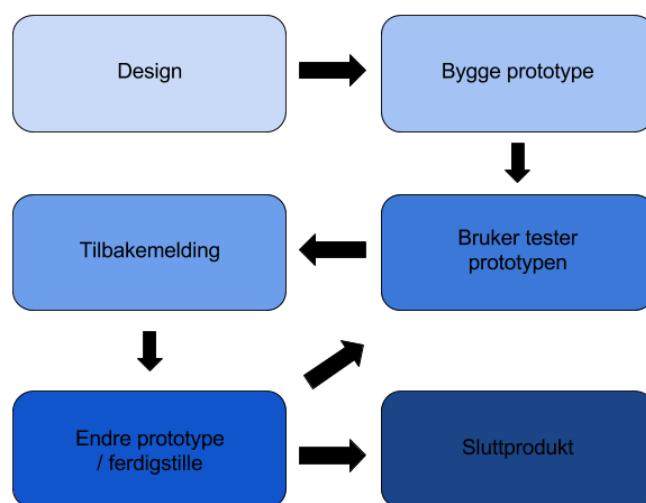 Design
Bygge prototype
Bruker tester
prototypen
Tilbakemelding
Endre prototype
/ ferdigstille
Sluttprodukt